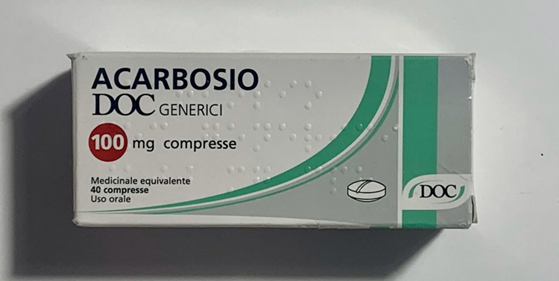 ACARBOSIO
DOC GENERICI
100 mg compresse
Medicinale equivalente
40 compresse
Uso orale
DOC